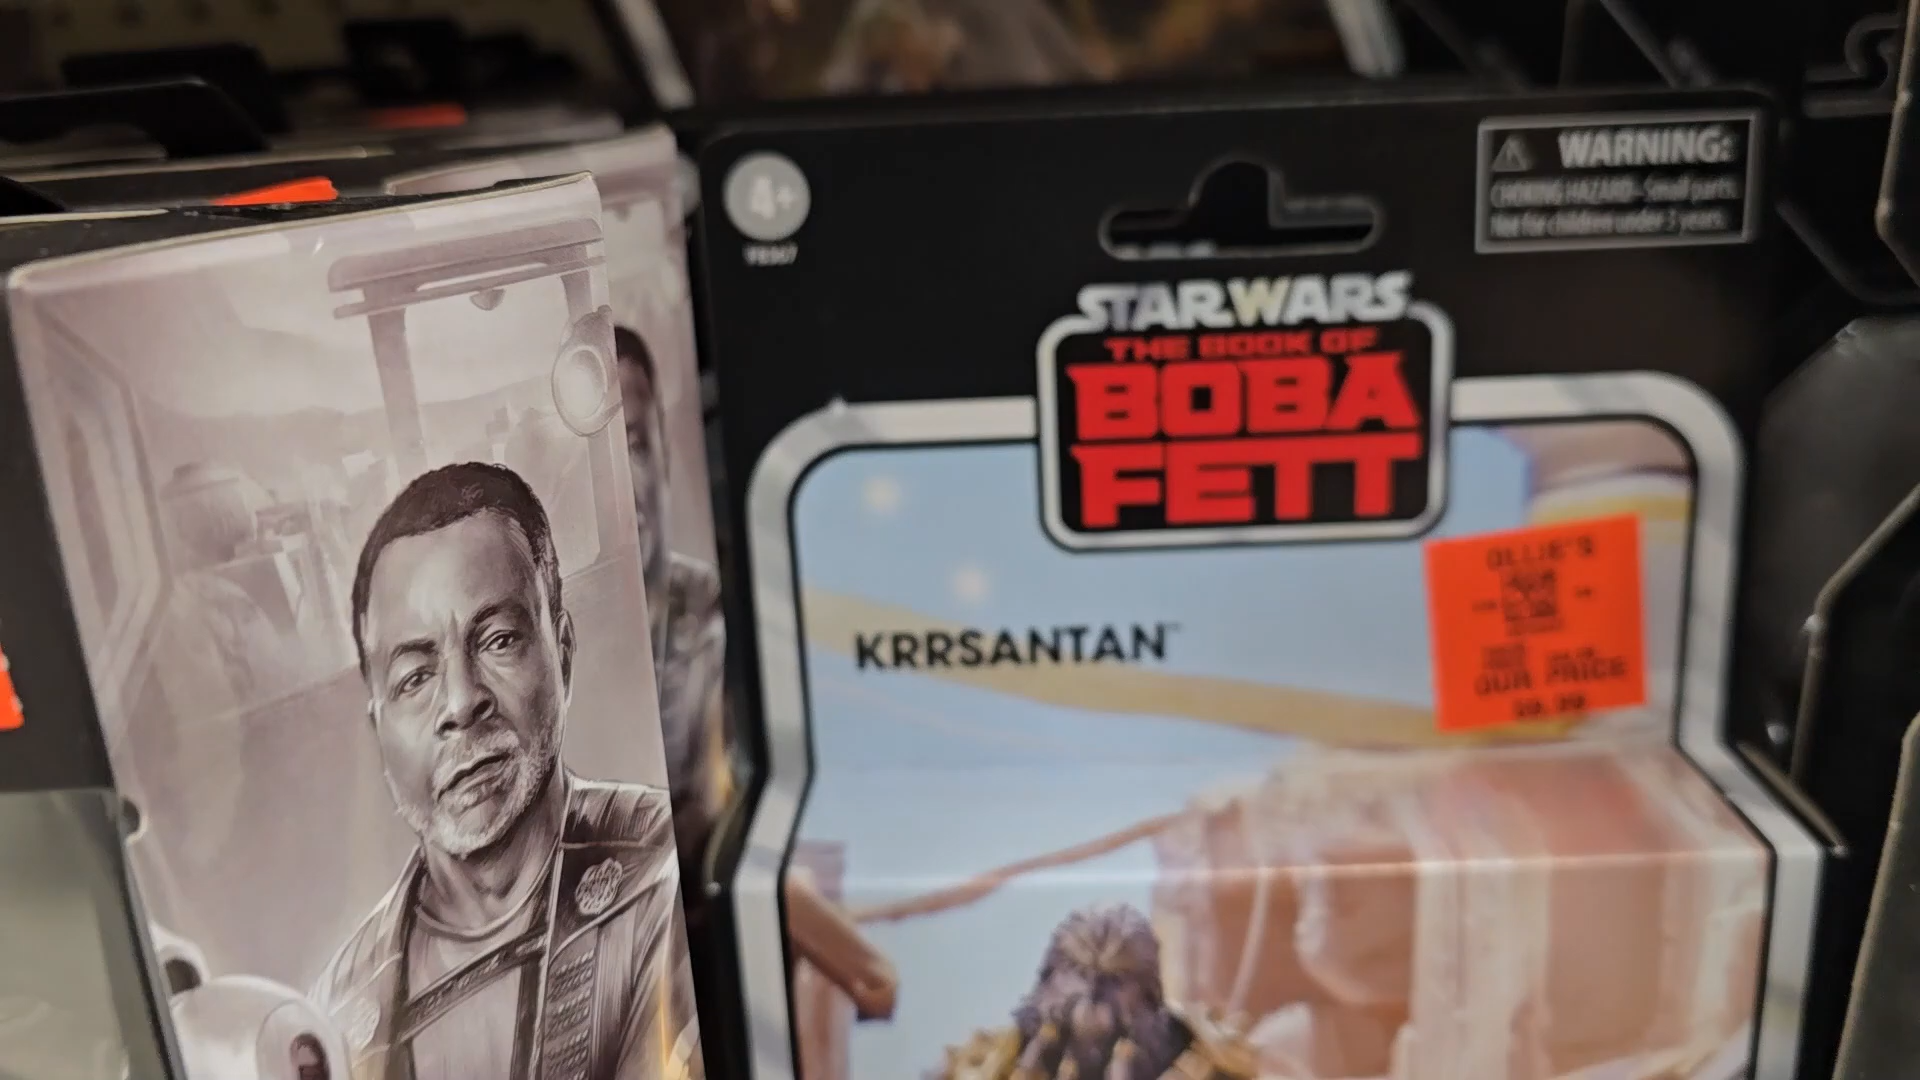 4+
WARNING:
CHOKING HAZARD-Small parts.
Not for children under 3 years.
STAR WARS
THE BOOK OF
BOBA
FETT
KRRSANTAN™
OLLIE'S
OUR PRICE